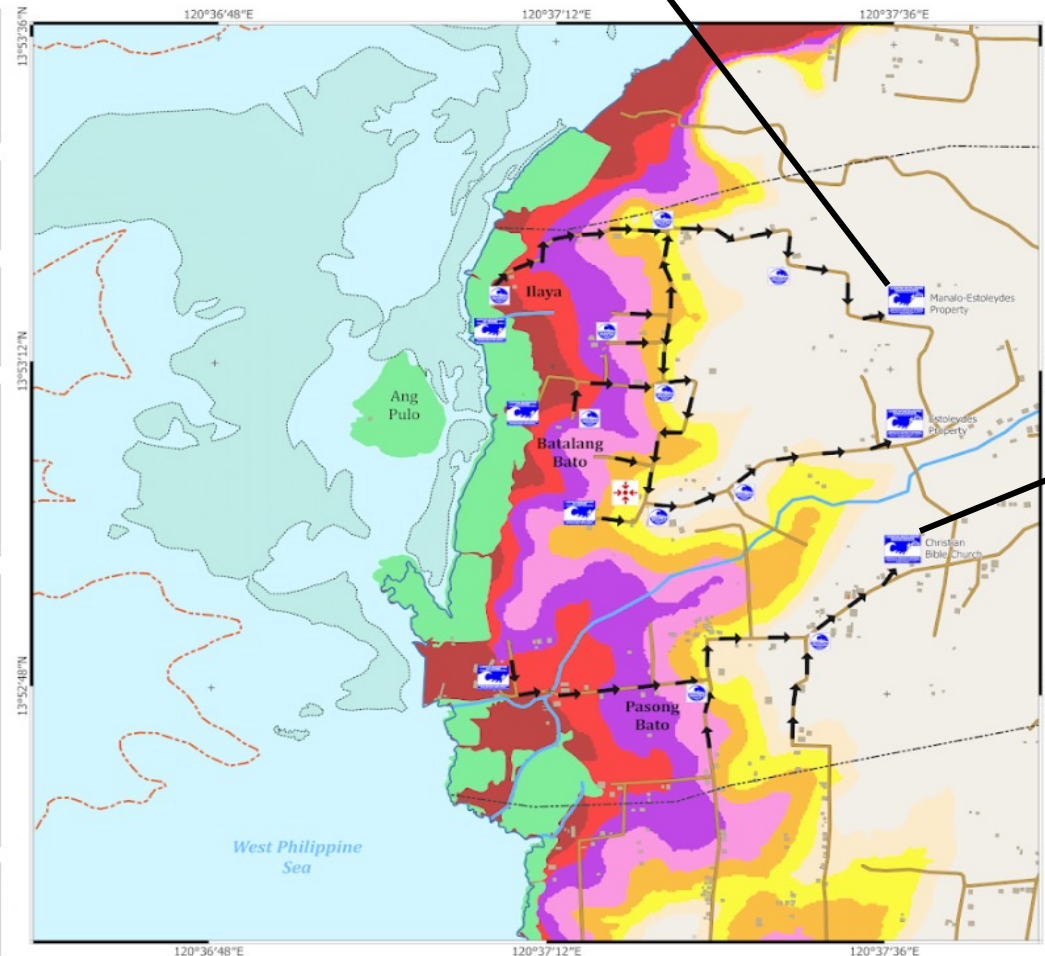 120°36'48"E
120°37'12"E
120°37'36"E
13°53'36"N
Ilaya
Manalo-Estoleydes
Property
13°53'12"N
Ang
Pulo
Estoleydes
Property
Batalang
Bato
Christian
Bible Church
13°52'48"N
Pasong
Bato
West Philippine
Sea
120°36'48"E
120°37'12"E
120°37'36"E